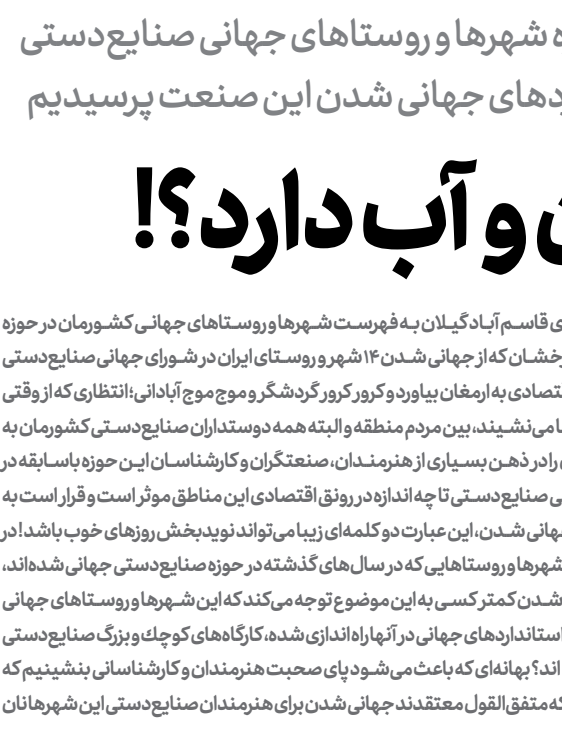 ه شهرها و روستاهای جهانی صنایع‌دستی
ردهای جهانی شدن این صنعت پرسیدیم
ن و آب دارد؟!
ی قاسم آباد گیلان به فهرست شهرها و روستاهای جهانی کشورمان در حوزه
رخشان که از جهانی شدن ۱۴ شهر و روستای ایران در شورای جهانی صنایع‌دستی
تصادی به ارمغان بیاورد و کرور کرور گردشگر و موج موج آبادانی؛ انتظاری که از وقتی
ا می‌نشیند، بین مردم منطقه و البته همه دوستداران صنایع‌دستی کشورمان به
را در ذهن بسیاری از هنرمندان، صنعتگران و کارشناسان این حوزه باسابقه در
ی صنایع‌دستی تا چه اندازه در رونق اقتصادی این مناطق موثر است و قرار است به
هانی شدن، این عبارت دو کلمه‌ای زیبا می‌تواند نویدبخش روزهای خوب باشد! در
شهرها و روستاهایی که در سال‌های گذشته در حوزه صنایع‌دستی جهانی شده‌اند،
شدن کمتر کسی به این موضوع توجه می‌کند که این شهرها و روستاهای جهانی
استانداردهای جهانی در آنها راه‌اندازی شده، کارگاه‌های کوچك و بزرگ صنایع‌دستی
اند؟ بهانه‌ای که باعث می‌شود پای صحبت هنرمندان و کارشناسانی بنشینیم که
که متفق‌القول معتقدند جهانی شدن برای هنرمندان صنایع‌دستی این شهرها نان